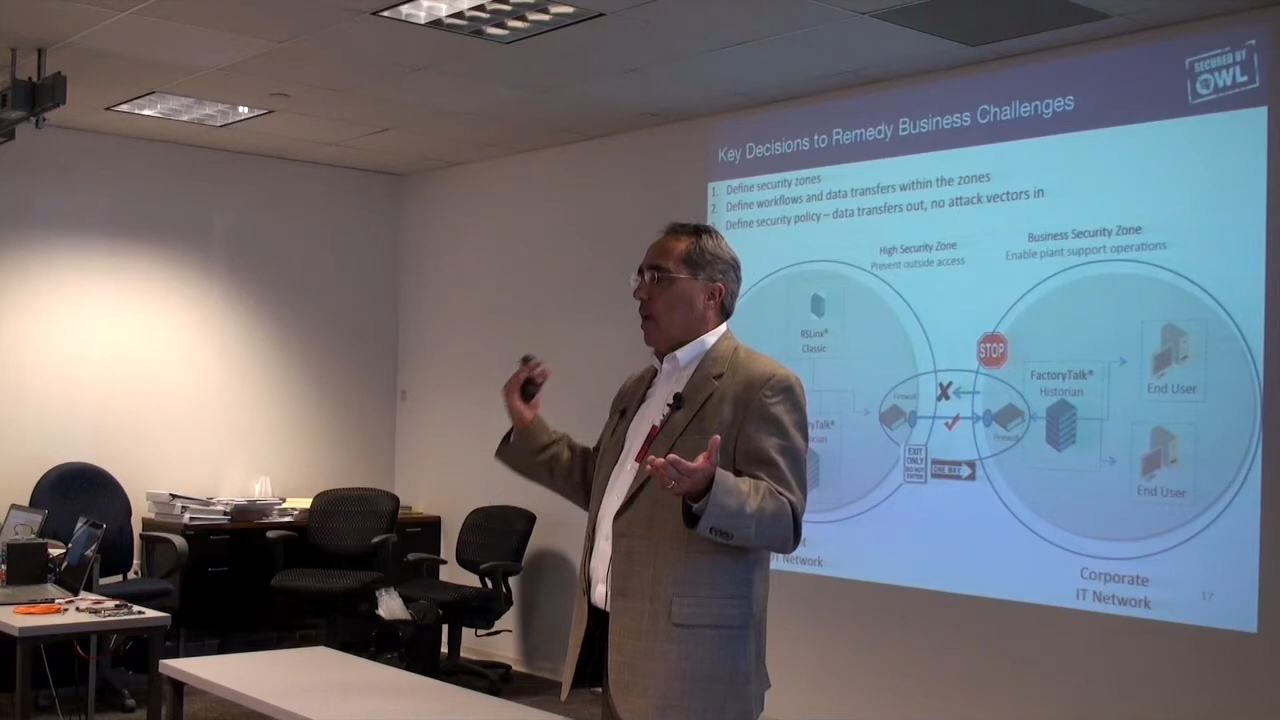 SECURED BY
OWL
Key Decisions to Remedy Business Challenges
1. Define security zones
2. Define workflows and data transfers within the zones
Define security policy – data transfers out, no attack vectors in
High Security Zone
Prevent outside access
Business Security Zone
Enable plant support operations
RSLinx®
Classic
STOP
FactoryTalk®
Historian
End User
Firewall
Firewall
EXIT
ONLY
DO NOT
ENTER
ONE WAY
End User
IT Network
Corporate
IT Network
17